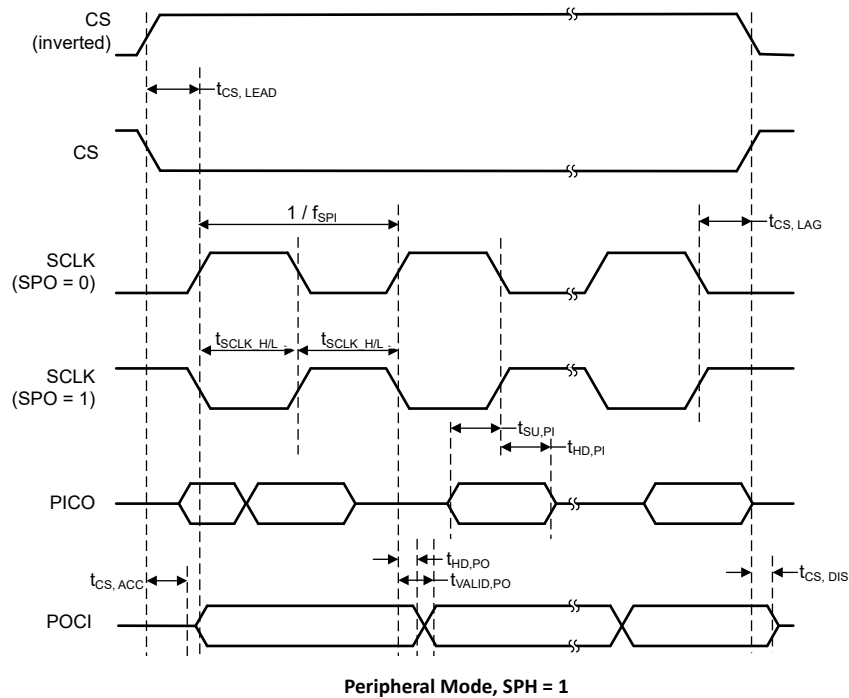 CS
(inverted)
tCS, LEAD
CS
1 / fSPI
tCS, LAG
SCLK
(SPO = 0)
tSCLK_H/L
tSCLK_H/L
SCLK
(SPO = 1)
tSU,PI
tHD,PI
PICO
tHD,PO
tVALID,PO
tCS, ACC
tCS, DIS
POCI
Peripheral Mode, SPH = 1